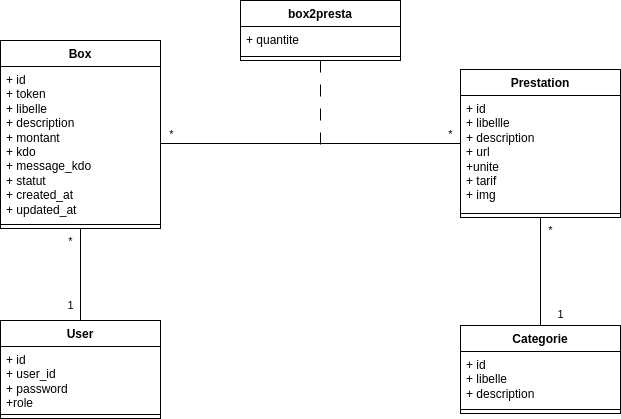 box2presta
+ quantite
Box
+ id
+ token
+ libelle
+ description
+ montant
+ kdo
+ message_kdo
+ statut
+ created_at
+ updated_at
Prestation
+ id
+ libellle
+ description
+ url
+unite
+ tarif
+ img
*
*
*
1
*
1
User
+ id
+ user_id
+ password
+role
Categorie
+ id
+ libelle
+ description